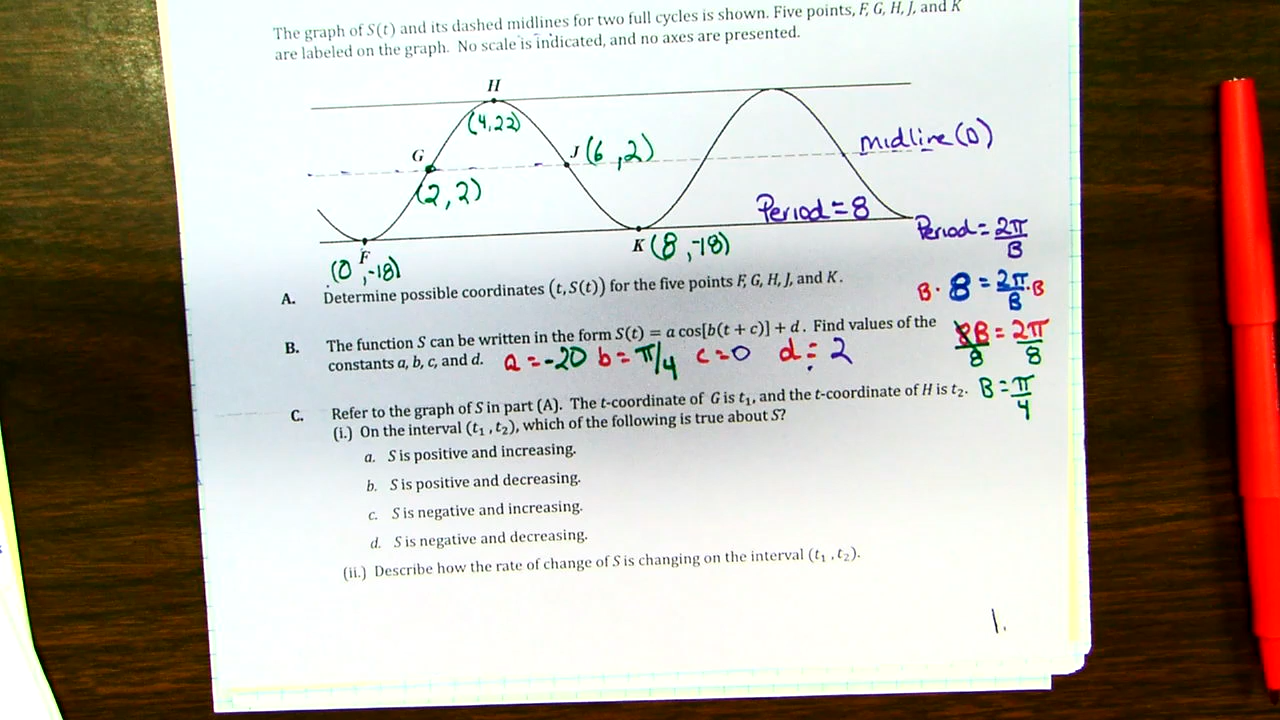 The graph of S(t) and its dashed midlines for two full cycles is shown. Five points, F, G, H, J, and K
are labeled on the graph. No scale is indicated, and no axes are presented.
H
(4,22)
G
J (6 ,2)
midline(0)
(2, 2)
Period = 8
F
(0 ,-18)
K (8 ,-18)
Period = 2π/B
A. Determine possible coordinates (t, S(t)) for the five points F, G, H, J, and K.
B · 8 = 2π/B · B
B. The function S can be written in the form S(t) = a cos[b(t + c)] + d. Find values of the
constants a, b, c, and d. a = -20 b = π/4 c = 0 d = 2
8B/8 = 2π/8
B = π/4
C. Refer to the graph of S in part (A). The t-coordinate of G is t₁, and the t-coordinate of H is t₂.
(i.) On the interval (t₁ , t₂), which of the following is true about S?
a. S is positive and increasing.
b. S is positive and decreasing.
c. S is negative and increasing.
d. S is negative and decreasing.
(ii.) Describe how the rate of change of S is changing on the interval (t₁ , t₂).
1.